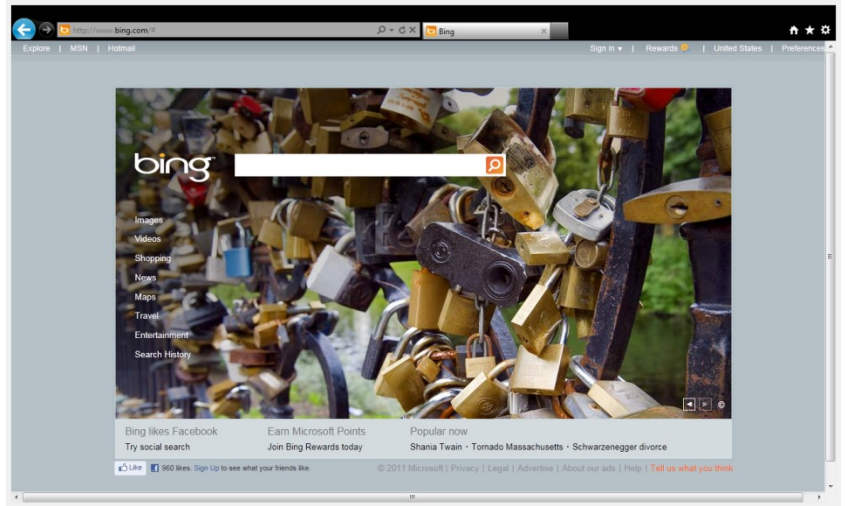 http://www.bing.com/#
Bing
Explore | MSN | Hotmail
Sign in | Rewards | United States | Preferences
bing
Images
Videos
Shopping
News
Maps
Travel
Entertainment
Search History
©
Bing likes Facebook
Try social search
Earn Microsoft Points
Join Bing Rewards today
Popular now
Shania Twain · Tornado Massachusetts · Schwarzenegger divorce
Like
960 likes. Sign Up to see what your friends like.
© 2011 Microsoft | Privacy | Legal | Advertise | About our ads | Help | Tell us what you think